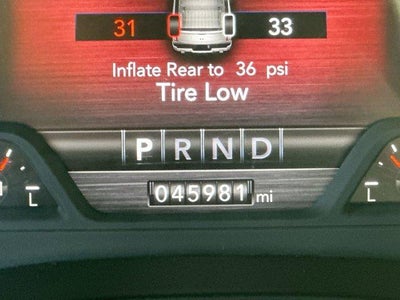 31 33
Inflate Rear to 36 psi
Tire Low
P R N D
045981 mi
L L